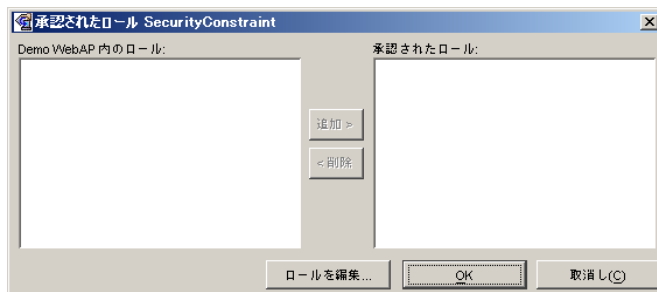 承認されたロール SecurityConstraint
Demo WebAP 内のロール:
承認されたロール:
追加 >
< 削除
ロールを編集...
OK
取消し(C)